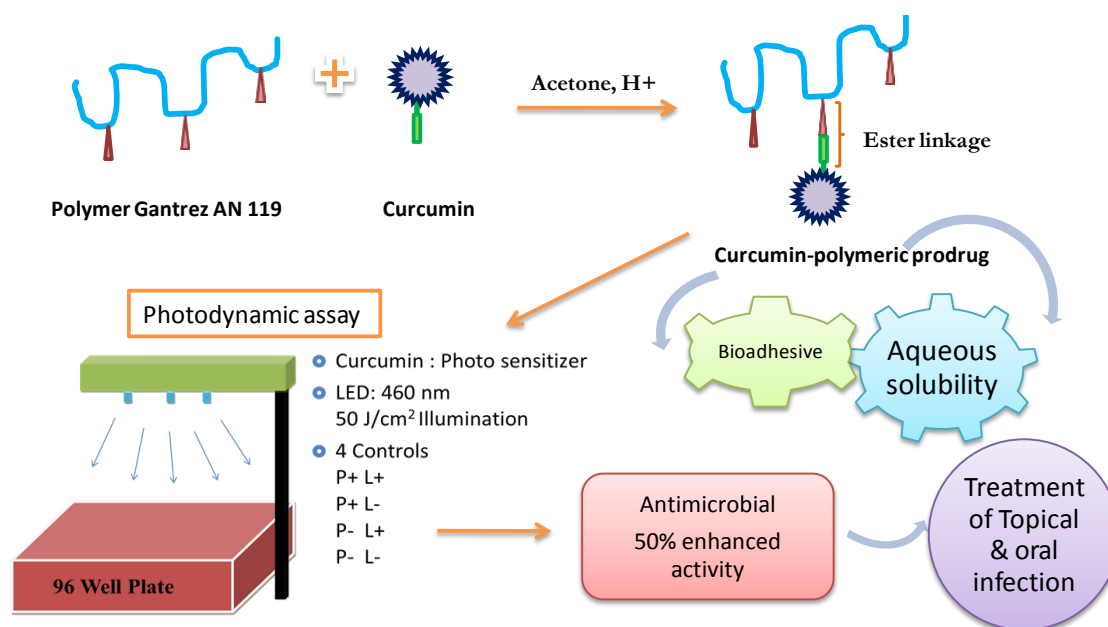 Acetone, H+
Ester linkage
Polymer Gantrez AN 119
Curcumin
Curcumin-polymeric prodrug
Photodynamic assay
Curcumin : Photo sensitizer
LED: 460 nm
50 J/cm² Illumination
4 Controls
P+ L+
P+ L-
P- L+
P- L-
96 Well Plate
Bioadhesive
Aqueous
solubility
Antimicrobial
50% enhanced
activity
Treatment
of Topical
& oral
infection